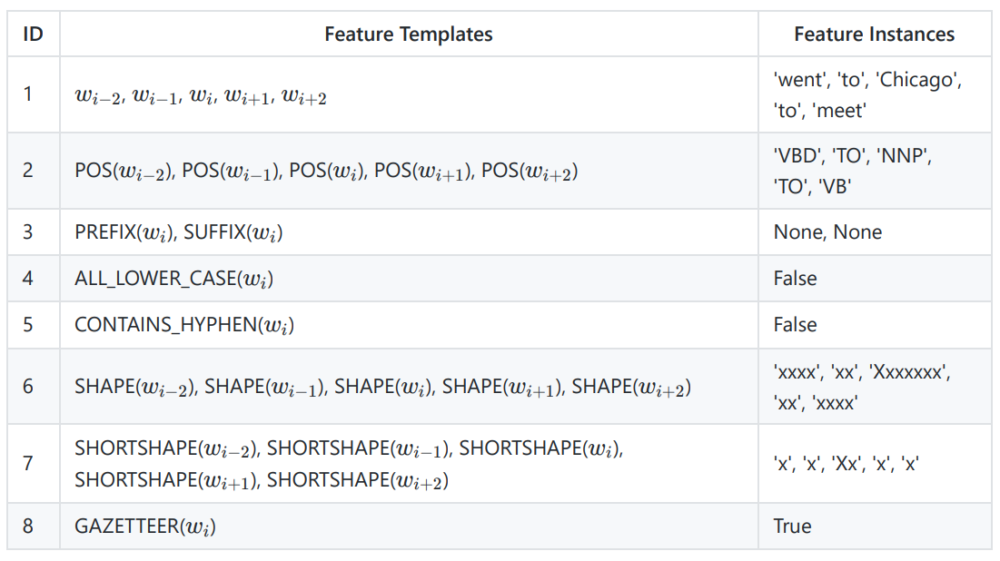 ID Feature Templates Feature Instances
1 w_{i−2}, w_{i−1}, w_i, w_{i+1}, w_{i+2} 'went', 'to', 'Chicago',
'to', 'meet'
2 POS(w_{i−2}), POS(w_{i−1}), POS(w_i), POS(w_{i+1}), POS(w_{i+2}) 'VBD', 'TO', 'NNP',
'TO', 'VB'
3 PREFIX(w_i), SUFFIX(w_i) None, None
4 ALL_LOWER_CASE(w_i) False
5 CONTAINS_HYPHEN(w_i) False
6 SHAPE(w_{i−2}), SHAPE(w_{i−1}), SHAPE(w_i), SHAPE(w_{i+1}), SHAPE(w_{i+2}) 'xxxx', 'xx', 'Xxxxxxx',
'xx', 'xxxx'
7 SHORTSHAPE(w_{i−2}), SHORTSHAPE(w_{i−1}), SHORTSHAPE(w_i),
SHORTSHAPE(w_{i+1}), SHORTSHAPE(w_{i+2}) 'x', 'x', 'Xx', 'x', 'x'
8 GAZETTEER(w_i) True